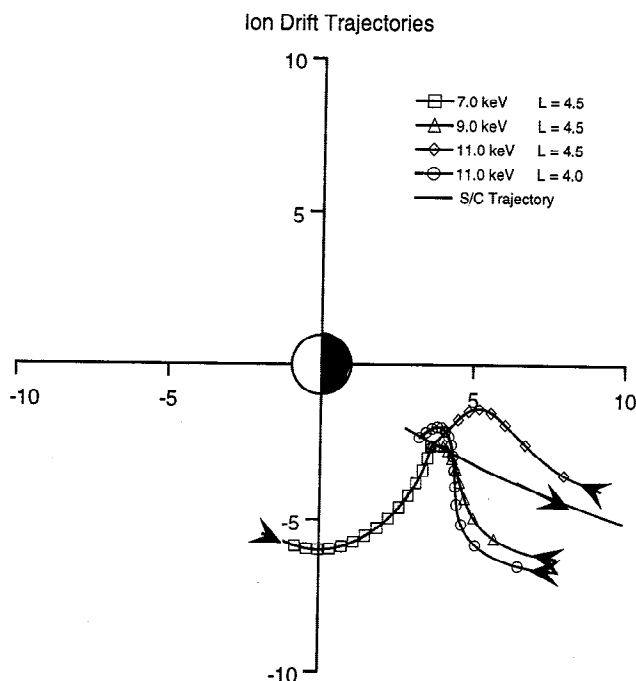 Ion Drift Trajectories
10
7.0 keV L = 4.5
9.0 keV L = 4.5
11.0 keV L = 4.5
11.0 keV L = 4.0
S/C Trajectory
5
-10 -5 5 10
-5
-10